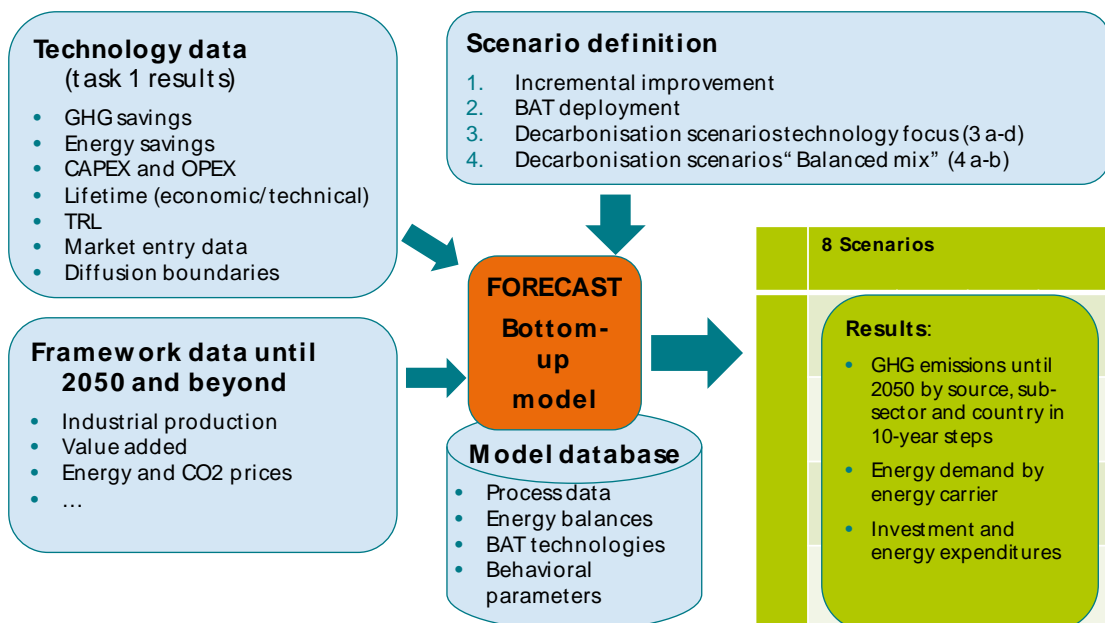 Technology data
(task 1 results)
• GHG savings
• Energy savings
• CAPEX and OPEX
• Lifetime (economic/technical)
• TRL
• Market entry data
• Diffusion boundaries
Scenario definition
1. Incremental improvement
2. BAT deployment
3. Decarbonisation scenarios technology focus (3 a-d)
4. Decarbonisation scenarios "Balanced mix" (4 a-b)
Framework data until
2050 and beyond
• Industrial production
• Value added
• Energy and CO2 prices
• …
FORECAST
Bottom-
up
model
Model database
• Process data
• Energy balances
• BAT technologies
• Behavioral
parameters
8 Scenarios
Results:
• GHG emissions until
2050 by source, sub-
sector and country in
10-year steps
• Energy demand by
energy carrier
• Investment and
energy expenditures